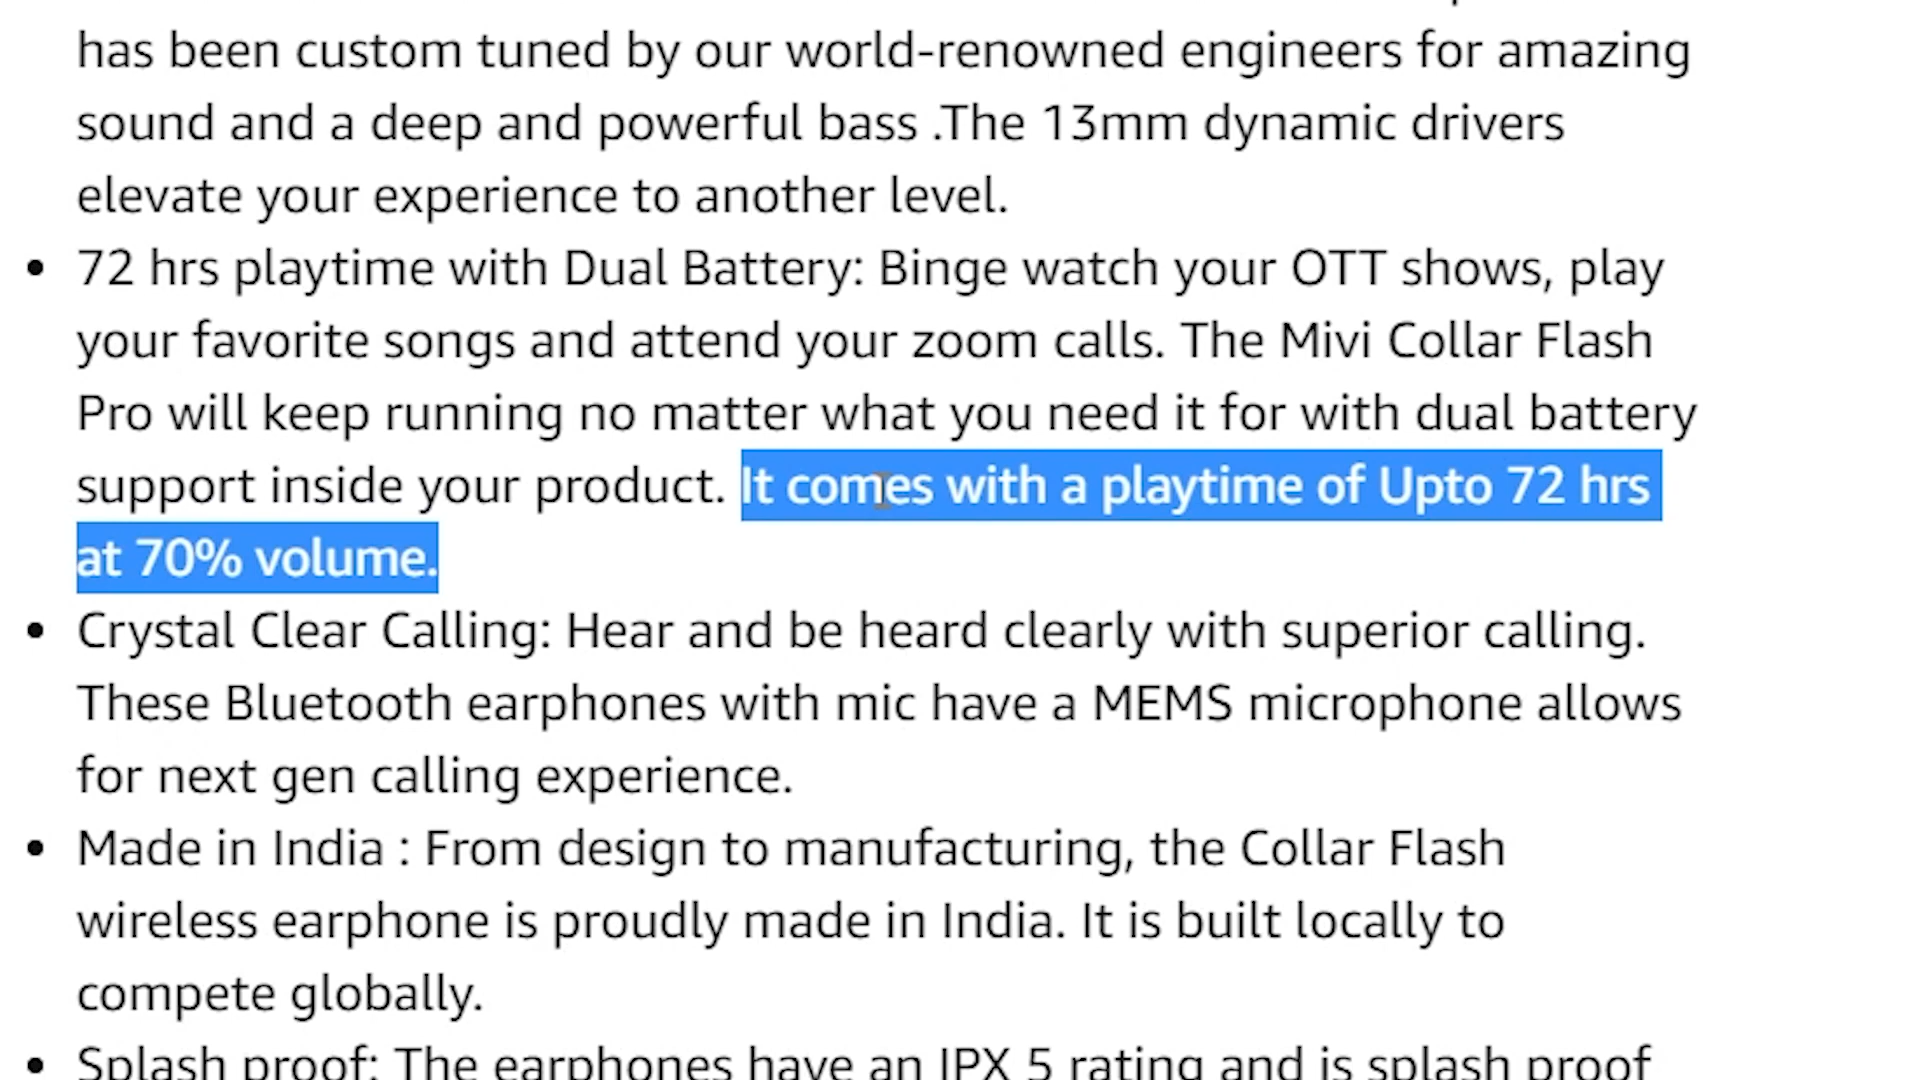 has been custom tuned by our world-renowned engineers for amazing
sound and a deep and powerful bass .The 13mm dynamic drivers
elevate your experience to another level.
• 72 hrs playtime with Dual Battery: Binge watch your OTT shows, play
your favorite songs and attend your zoom calls. The Mivi Collar Flash
Pro will keep running no matter what you need it for with dual battery
support inside your product. It comes with a playtime of Upto 72 hrs
at 70% volume.
• Crystal Clear Calling: Hear and be heard clearly with superior calling.
These Bluetooth earphones with mic have a MEMS microphone allows
for next gen calling experience.
• Made in India : From design to manufacturing, the Collar Flash
wireless earphone is proudly made in India. It is built locally to
compete globally.
• Splash proof: The earphones have an IPX 5 rating and is splash proof